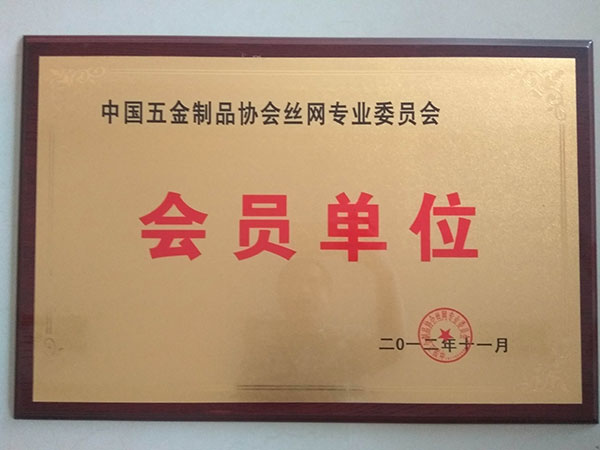 中国五金制品协会丝网专业委员会
会员单位
二0一二年十一月